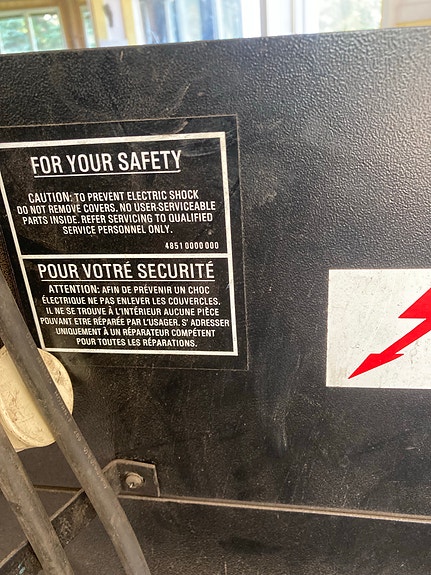 FOR YOUR SAFETY
CAUTION: TO PREVENT ELECTRIC SHOCK
DO NOT REMOVE COVERS. NO USER-SERVICEABLE
PARTS INSIDE. REFER SERVICING TO QUALIFIED
SERVICE PERSONNEL ONLY.
4851 0000 000
POUR VOTRÉ SECURITÉ
ATTENTION: AFIN DE PRÉVENIR UN CHOC
ÉLECTRIQUE NE PAS ENLEVER LES COUVERCLES.
IL NE SE TROUVE À L'INTÉRIEUR AUCUNE PIÈCE
POUVANT ETRE RÉPARÉE PAR L'USAGER. S' ADRESSER
UNIQUEMENT À UN RÉPARATEUR COMPÉTENT
POUR TOUTES LES RÉPARATIONS.